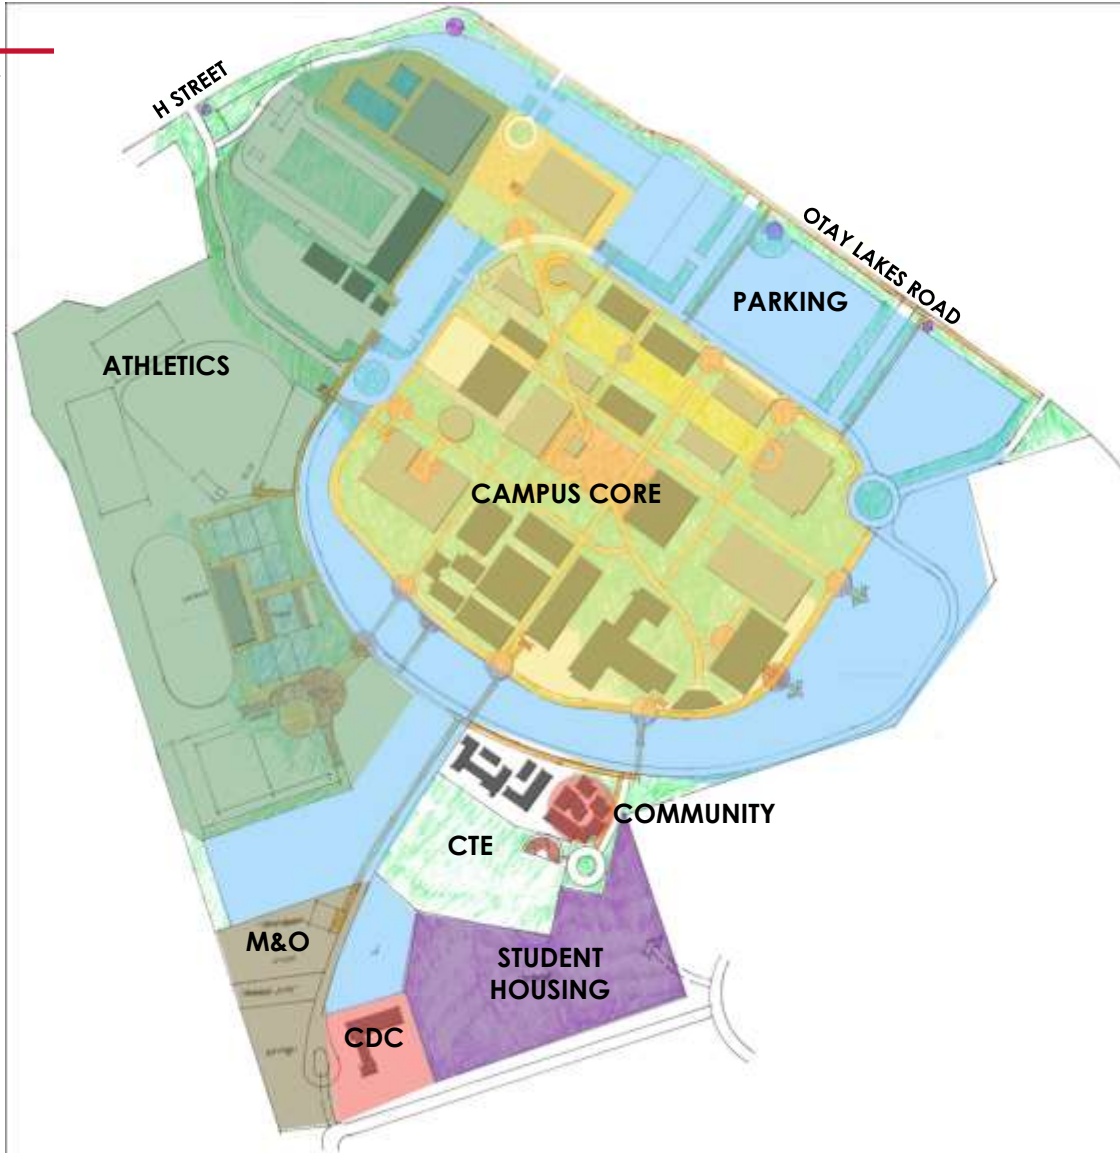 H STREET
OTAY LAKES ROAD
PARKING
ATHLETICS
CAMPUS CORE
COMMUNITY
CTE
M&O
STUDENT
HOUSING
CDC